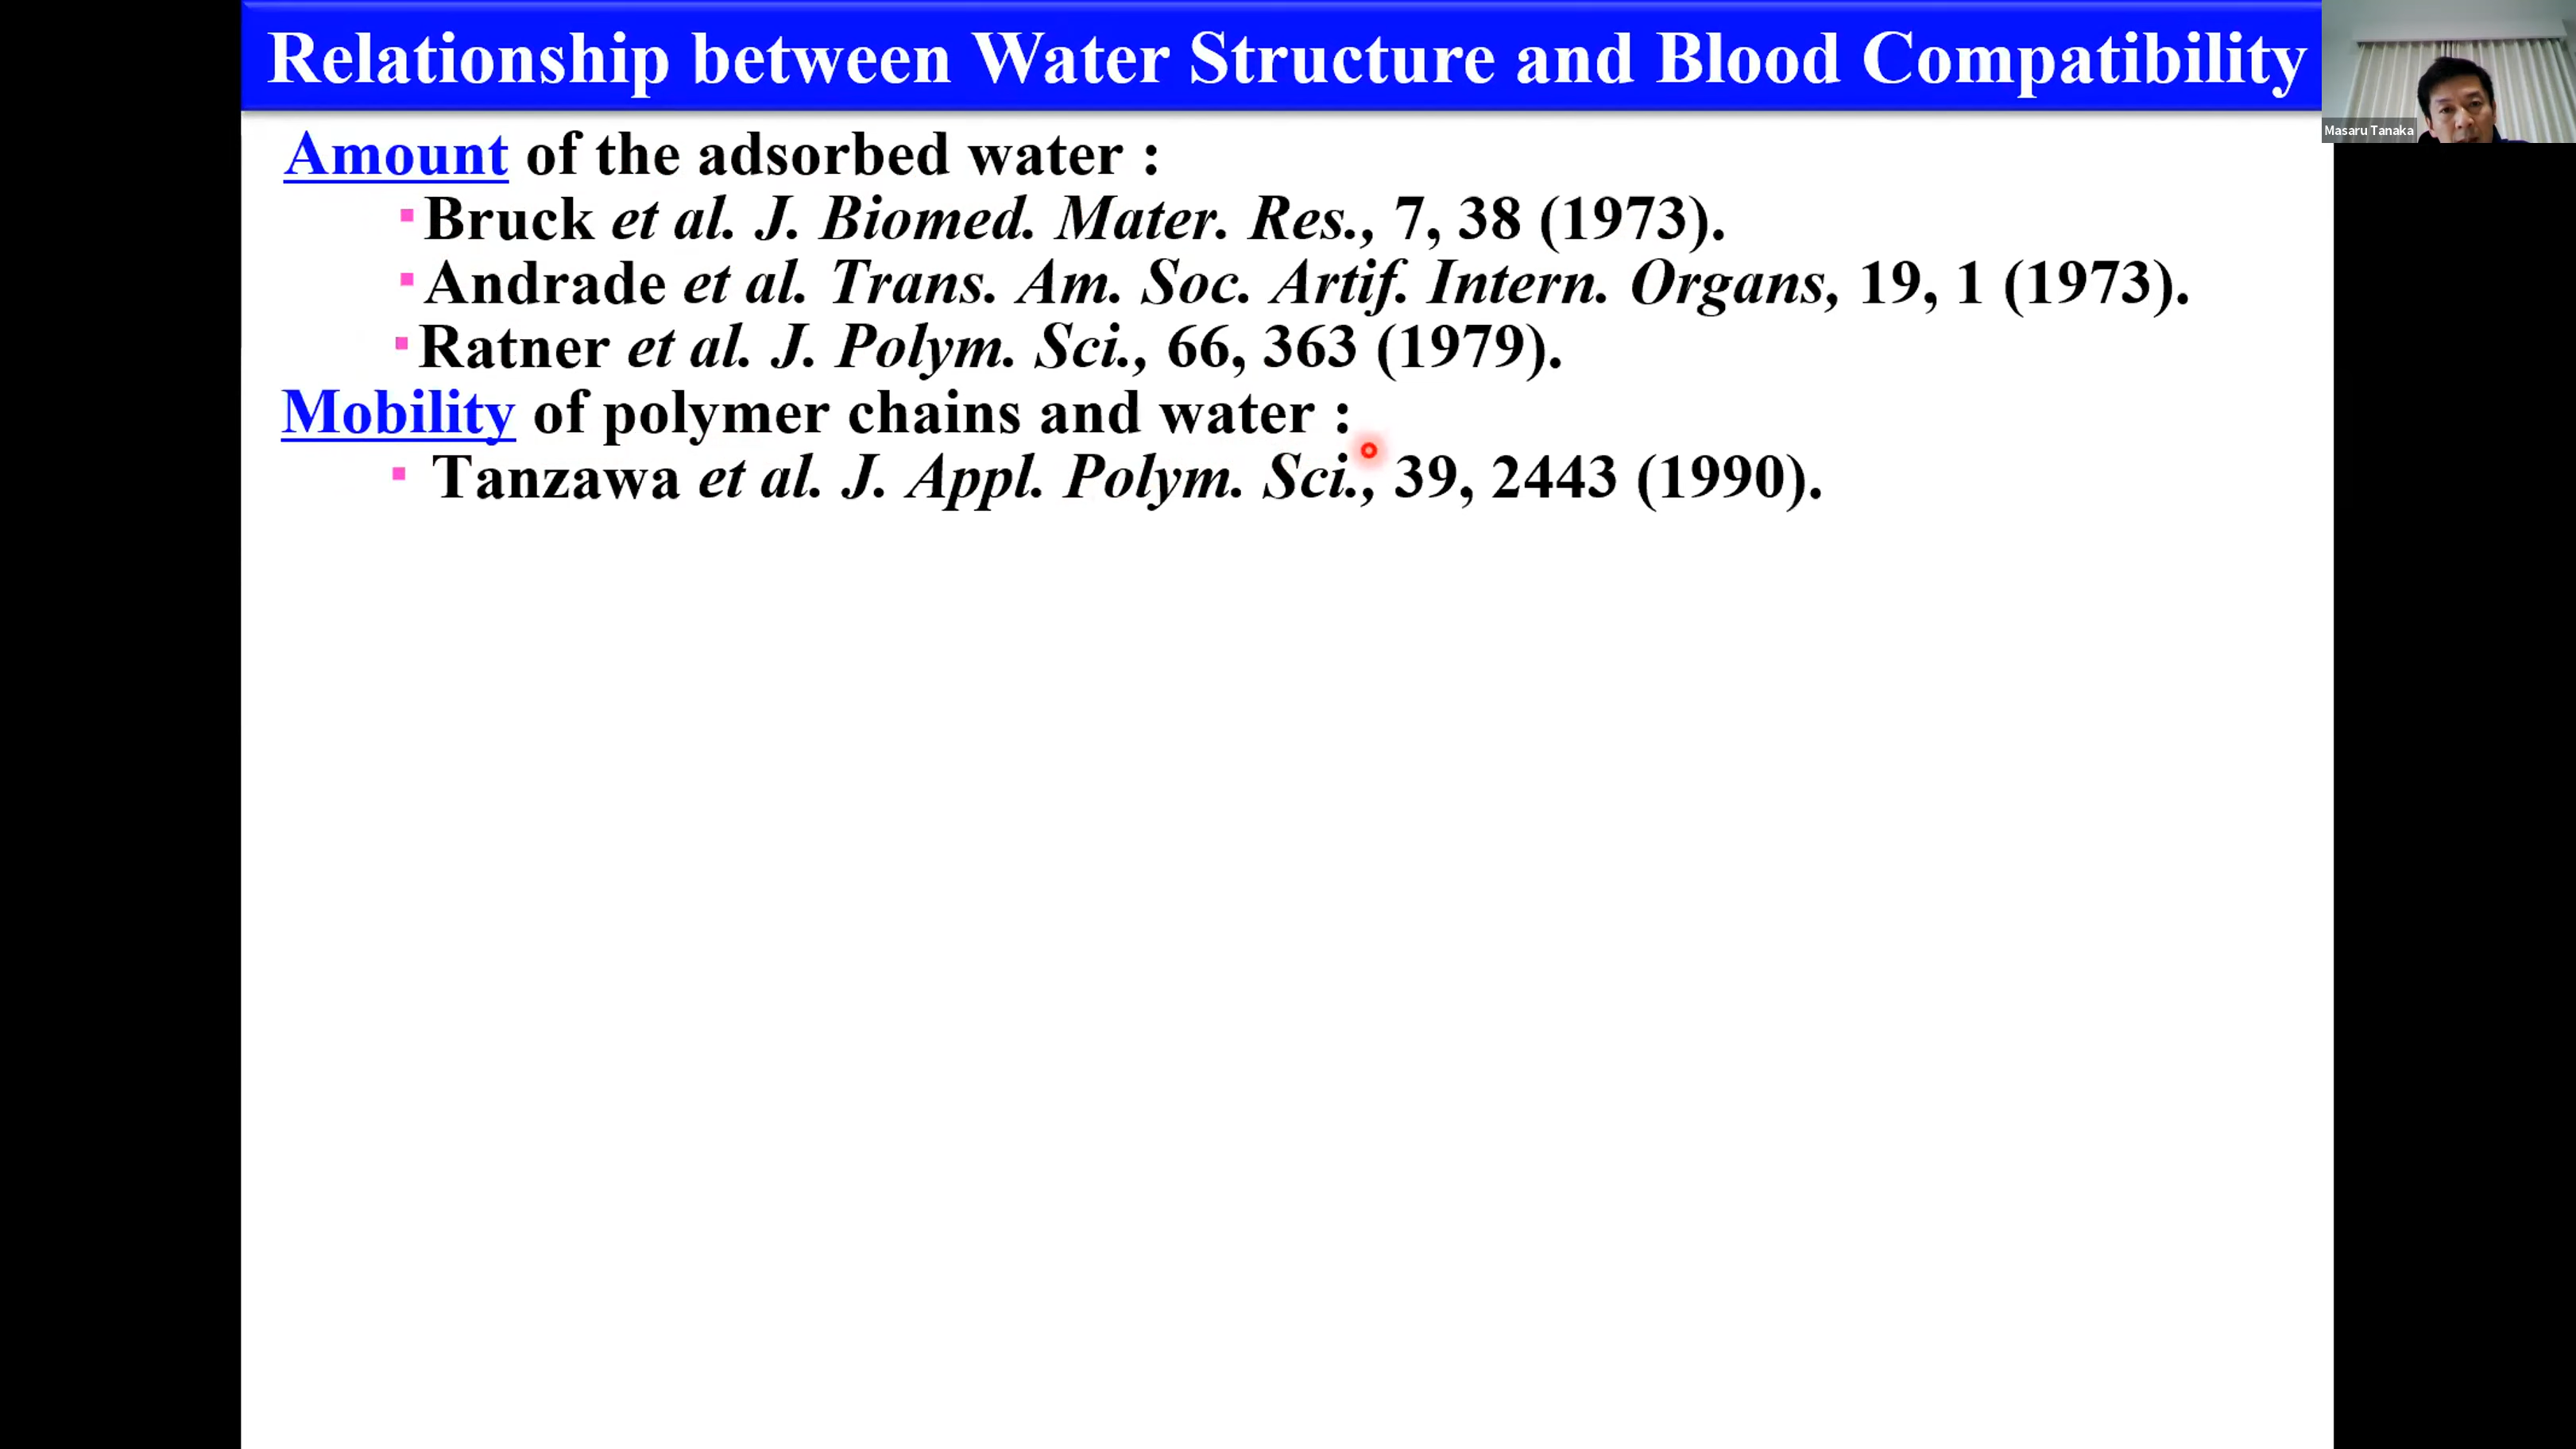 Relationship between Water Structure and Blood Compatibility
Masaru Tanaka
Amount of the adsorbed water :
▪Bruck et al. J. Biomed. Mater. Res., 7, 38 (1973).
▪Andrade et al. Trans. Am. Soc. Artif. Intern. Organs, 19, 1 (1973).
▪Ratner et al. J. Polym. Sci., 66, 363 (1979).
Mobility of polymer chains and water :
▪ Tanzawa et al. J. Appl. Polym. Sci., 39, 2443 (1990).